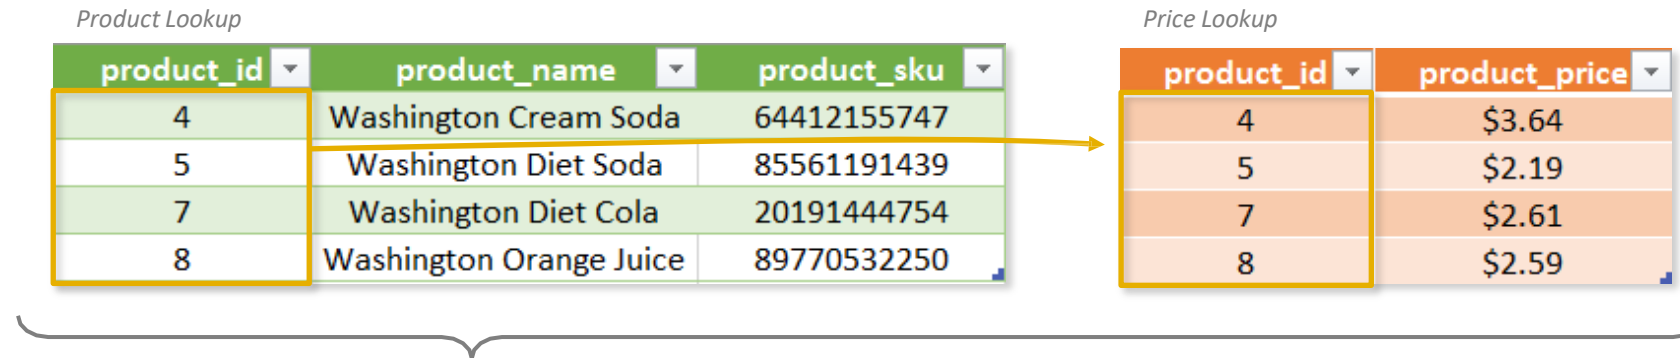 Product Lookup
product_id product_name product_sku
4 Washington Cream Soda 64412155747
5 Washington Diet Soda 85561191439
7 Washington Diet Cola 20191444754
8 Washington Orange Juice 89770532250
Price Lookup
product_id product_price
4 $3.64
5 $2.19
7 $2.61
8 $2.59